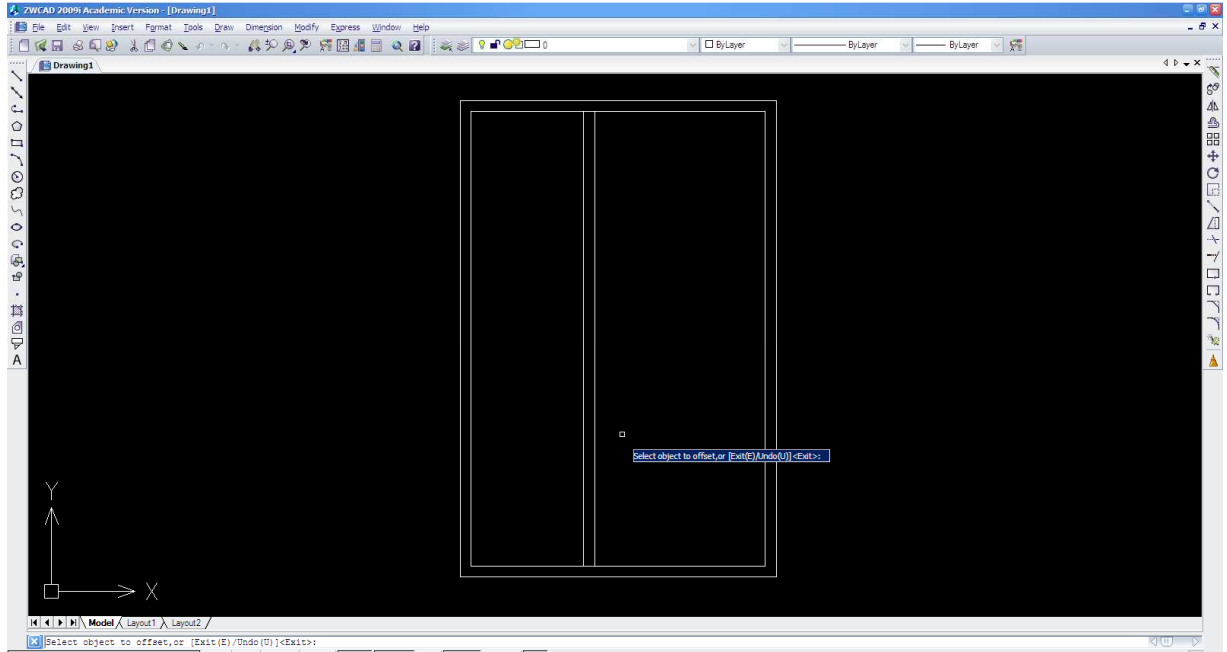 ZWCAD 2009i Academic Version - [Drawing1]
File Edit View Insert Format Tools Draw Dimension Modify Express Window Help
0 ByLayer ByLayer ByLayer
Drawing1
Select object to offset,or [Exit(E)/Undo(U)]<Exit>:
Y
X
Model Layout1 Layout2
Select object to offset,or [Exit(E)/Undo(U)]<Exit>: